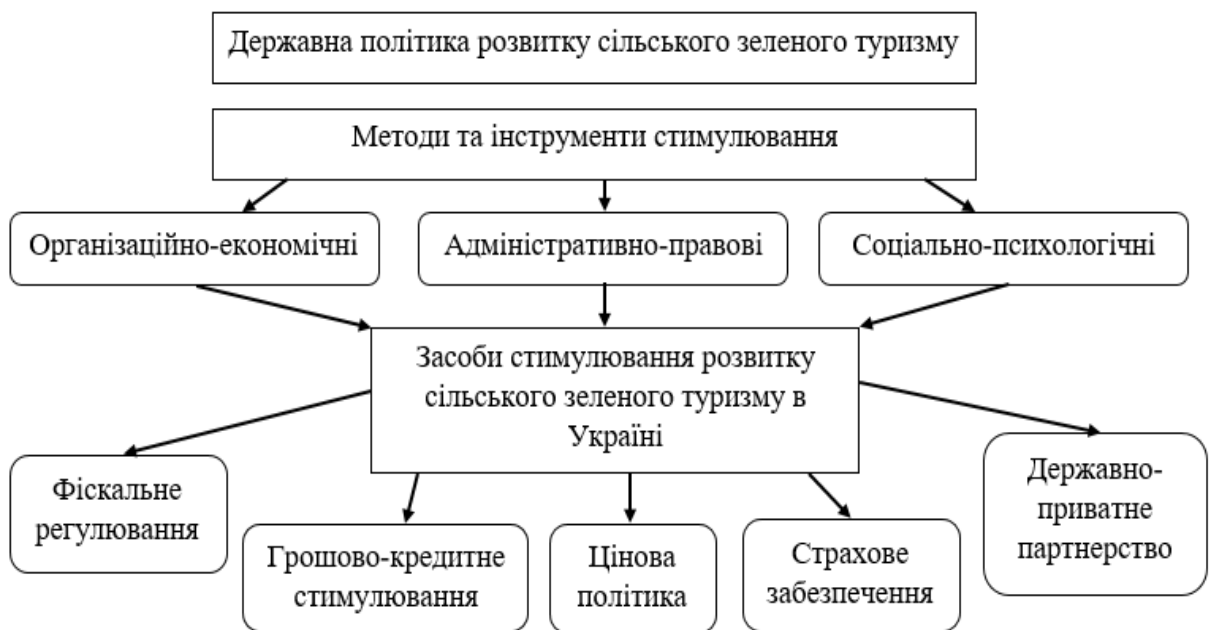 Державна політика розвитку сільського зеленого туризму
Методи та інструменти стимулювання
Організаційно-економічні
Адміністративно-правові
Соціально-психологічні
Засоби стимулювання розвитку
сільського зеленого туризму в
Україні
Фіскальне
регулювання
Грошово-кредитне
стимулювання
Цінова
політика
Страхове
забезпечення
Державно-
приватне
партнерство